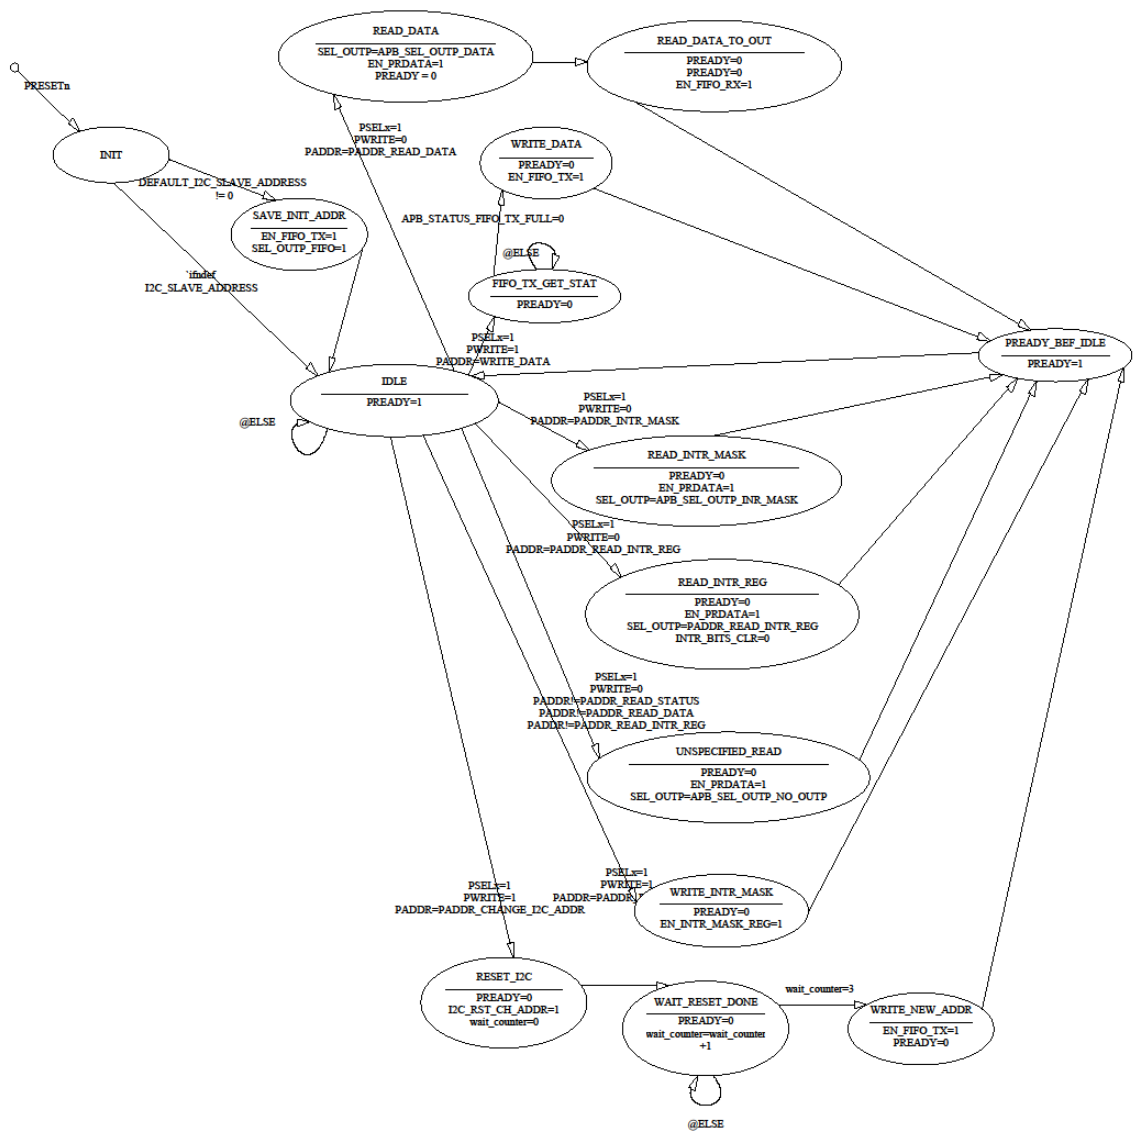 READ_DATA
SEL_OUTP=APB_SEL_OUTP_DATA
EN_PRDATA=1
PREADY = 0
READ_DATA_TO_OUT
PREADY=0
PREADY=0
EN_FIFO_RX=1
PRESETn
INIT
PSELx=1
PWRITE=0
PADDR=PADDR_READ_DATA
WRITE_DATA
PREADY=0
EN_FIFO_TX=1
DEFAULT_I2C_SLAVE_ADDRESS
!= 0
SAVE_INIT_ADDR
EN_FIFO_TX=1
SEL_OUTP_FIFO=1
APB_STATUS_FIFO_TX_FULL=0
@ELSE
`ifndef
I2C_SLAVE_ADDRESS
FIFO_TX_GET_STAT
PREADY=0
PSELx=1
PWRITE=1
PADDR=WRITE_DATA
PREADY_BEF_IDLE
PREADY=1
IDLE
PREADY=1
@ELSE
PSELx=1
PWRITE=0
PADDR=PADDR_INTR_MASK
READ_INTR_MASK
PREADY=0
EN_PRDATA=1
SEL_OUTP=APB_SEL_OUTP_INR_MASK
PSELx=1
PWRITE=0
PADDR=PADDR_READ_INTR_REG
READ_INTR_REG
PREADY=0
EN_PRDATA=1
SEL_OUTP=PADDR_READ_INTR_REG
INTR_BITS_CLR=0
PSELx=1
PWRITE=0
PADDR!=PADDR_READ_STATUS
PADDR!=PADDR_READ_DATA
PADDR!=PADDR_READ_INTR_REG
UNSPECIFIED_READ
PREADY=0
EN_PRDATA=1
SEL_OUTP=APB_SEL_OUTP_NO_OUTP
PSELx=1
PWRITE=1
PADDR=PADDR_CHANGE_I2C_ADDR
PSELx=1
PWRITE=1
WRITE_INTR_MASK
PREADY=0
EN_INTR_MASK_REG=1
RESET_I2C
PREADY=0
I2C_RST_CH_ADDR=1
wait_counter=0
WAIT_RESET_DONE
PREADY=0
wait_counter=wait_counter
+1
wait_counter=3
WRITE_NEW_ADDR
EN_FIFO_TX=1
PREADY=0
@ELSE